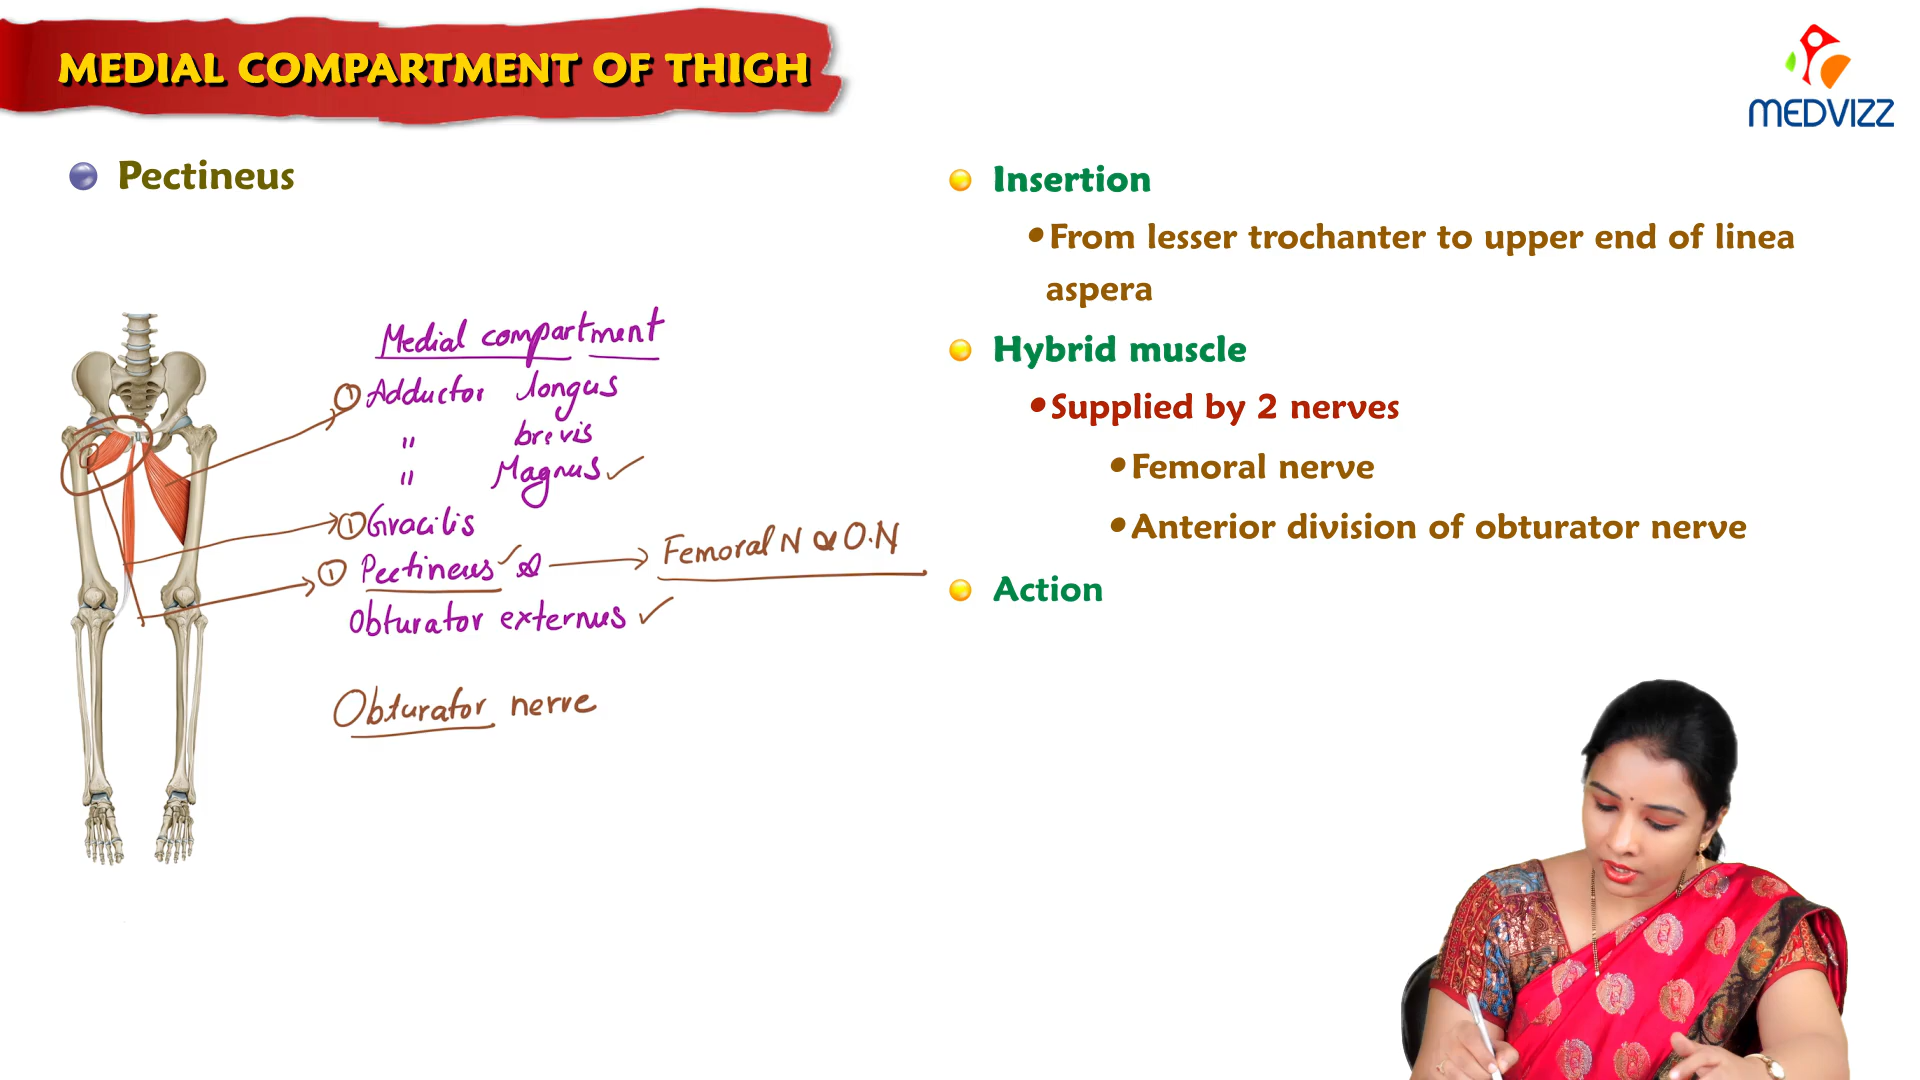 MEDIAL COMPARTMENT OF THIGH
MEDVIZZ
Pectineus
Medial compartment
① Adductor longus
" brevis
" Magnus ✓
① Gracilis
① Pectineus ✓ → Femoral N & O.N
Obturator externus ✓
Obturator nerve
Insertion
•From lesser trochanter to upper end of linea
aspera
Hybrid muscle
•Supplied by 2 nerves
•Femoral nerve
•Anterior division of obturator nerve
Action